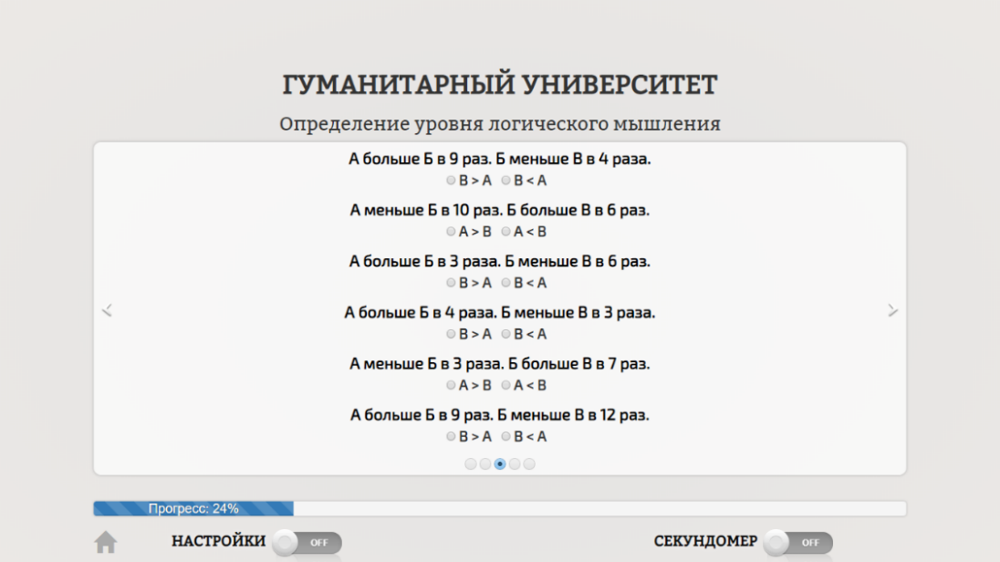 ГУМАНИТАРНЫЙ УНИВЕРСИТЕТ
Определение уровня логического мышления
А больше Б в 9 раз. Б меньше В в 4 раза.
В > А В < А
А меньше Б в 10 раз. Б больше В в 6 раз.
А > В А < В
А больше Б в 3 раза. Б меньше В в 6 раз.
В > А В < А
А больше Б в 4 раза. Б меньше В в 3 раза.
В > А В < А
А меньше Б в 3 раза. Б больше В в 7 раз.
А > В А < В
А больше Б в 9 раз. Б меньше В в 12 раз.
В > А В < А
Прогресс: 24%
НАСТРОЙКИ OFF СЕКУНДОМЕР OFF